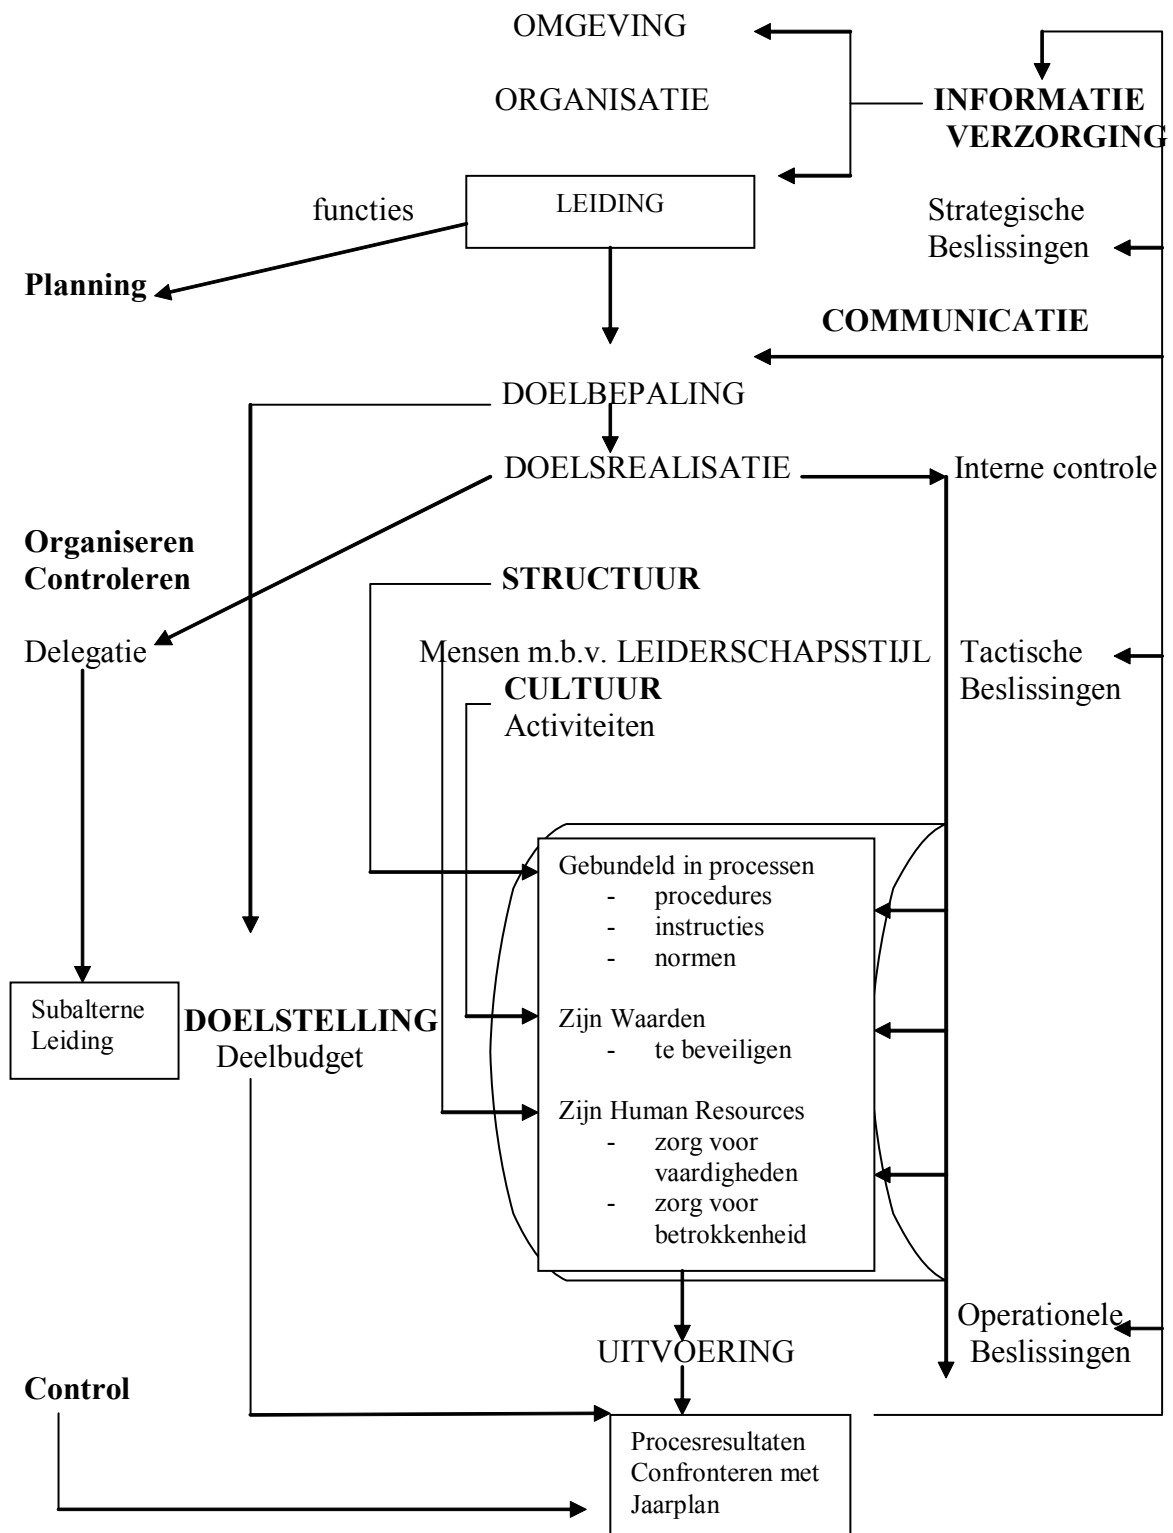 OMGEVING
ORGANISATIE
INFORMATIE
VERZORGING
functies
LEIDING
Strategische
Beslissingen
Planning
COMMUNICATIE
DOELBEPALING
DOELSREALISATIE
Interne controle
Organiseren
Controleren
STRUCTUUR
Delegatie
Mensen m.b.v. LEIDERSCHAPSSTIJL
Tactische
Beslissingen
CULTUUR
Activiteiten
Gebundeld in processen
- procedures
- instructies
- normen
Subalterne
Leiding
DOELSTELLING
Deelbudget
Zijn Waarden
- te beveiligen
Zijn Human Resources
- zorg voor
vaardigheden
- zorg voor
betrokkenheid
Operationele
Beslissingen
UITVOERING
Control
Procesresultaten
Confronteren met
Jaarplan